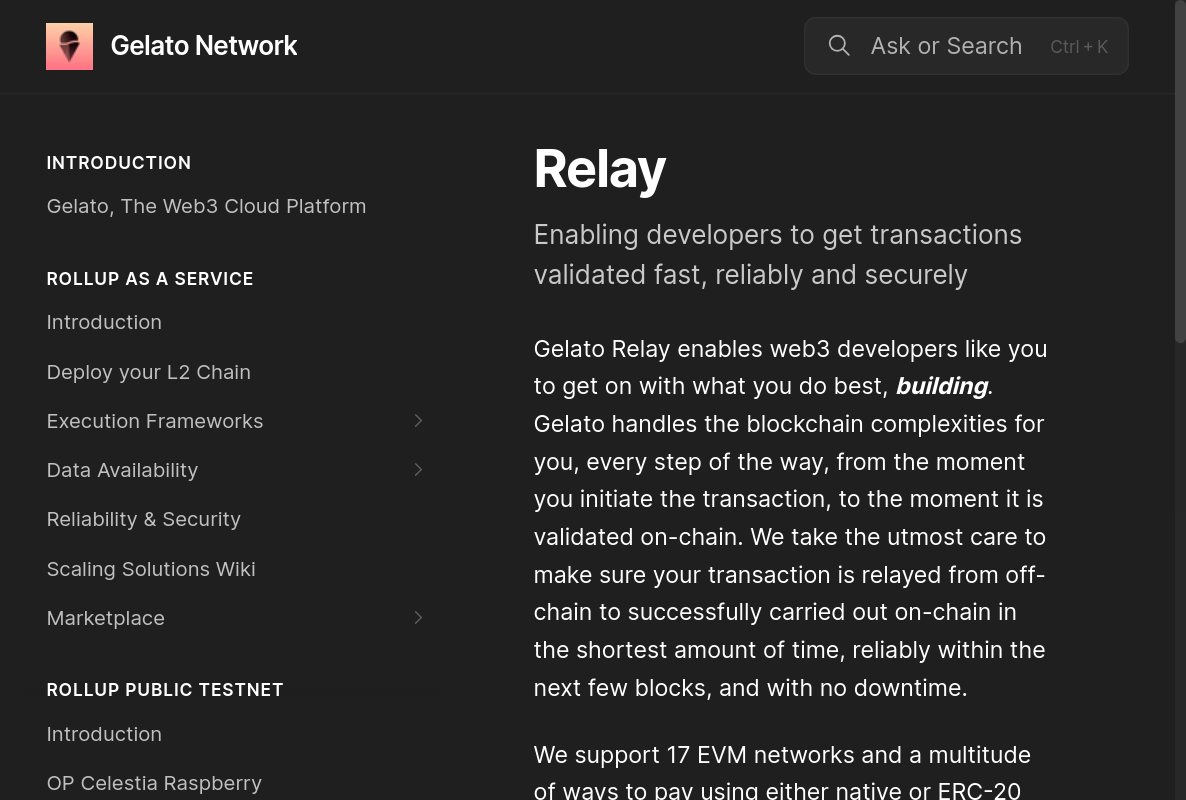 Gelato Network
Ask or Search
Ctrl + K
INTRODUCTION
Gelato, The Web3 Cloud Platform
ROLLUP AS A SERVICE
Introduction
Deploy your L2 Chain
Execution Frameworks
Data Availability
Reliability & Security
Scaling Solutions Wiki
Marketplace
ROLLUP PUBLIC TESTNET
Introduction
OP Celestia Raspberry
Relay
Enabling developers to get transactions
validated fast, reliably and securely
Gelato Relay enables web3 developers like you
to get on with what you do best, building.
Gelato handles the blockchain complexities for
you, every step of the way, from the moment
you initiate the transaction, to the moment it is
validated on-chain. We take the utmost care to
make sure your transaction is relayed from off-
chain to successfully carried out on-chain in
the shortest amount of time, reliably within the
next few blocks, and with no downtime.
We support 17 EVM networks and a multitude
of ways to pay using either native or ERC-20